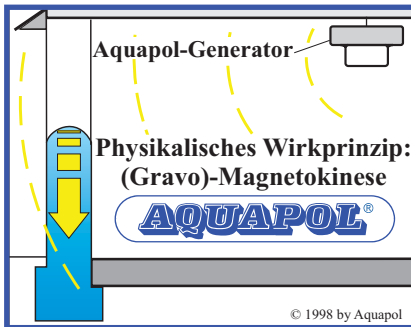 Aquapol-Generator
Physikalisches Wirkprinzip:
(Gravo)-Magnetokinese
AQUAPOL®
© 1998 by Aquapol